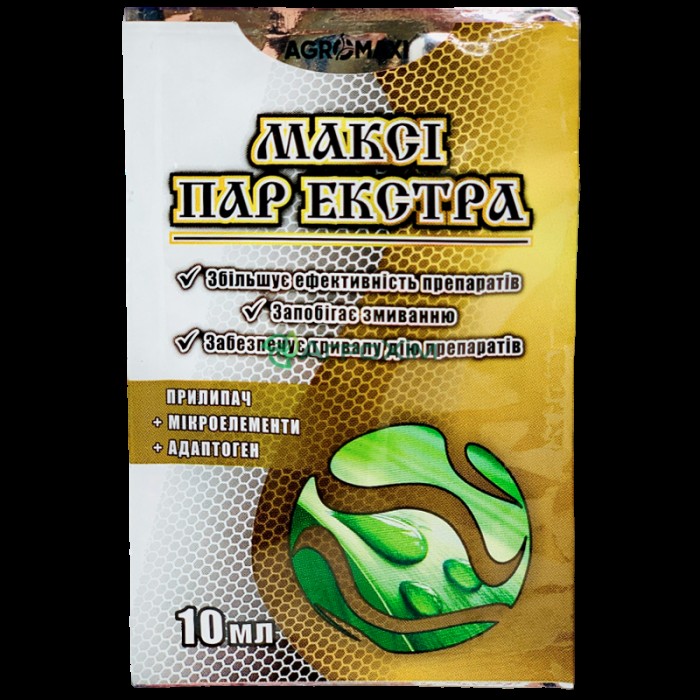 AGROMAXI
МАКСІ
ПАР ЕКСТРА
Збільшує ефективність препаратів
Запобігає змиванню
Забезпечує тривалу дію препаратів
ПРИЛИПАЧ
+ МІКРОЕЛЕМЕНТИ
+ АДАПТОГЕН
10 мл